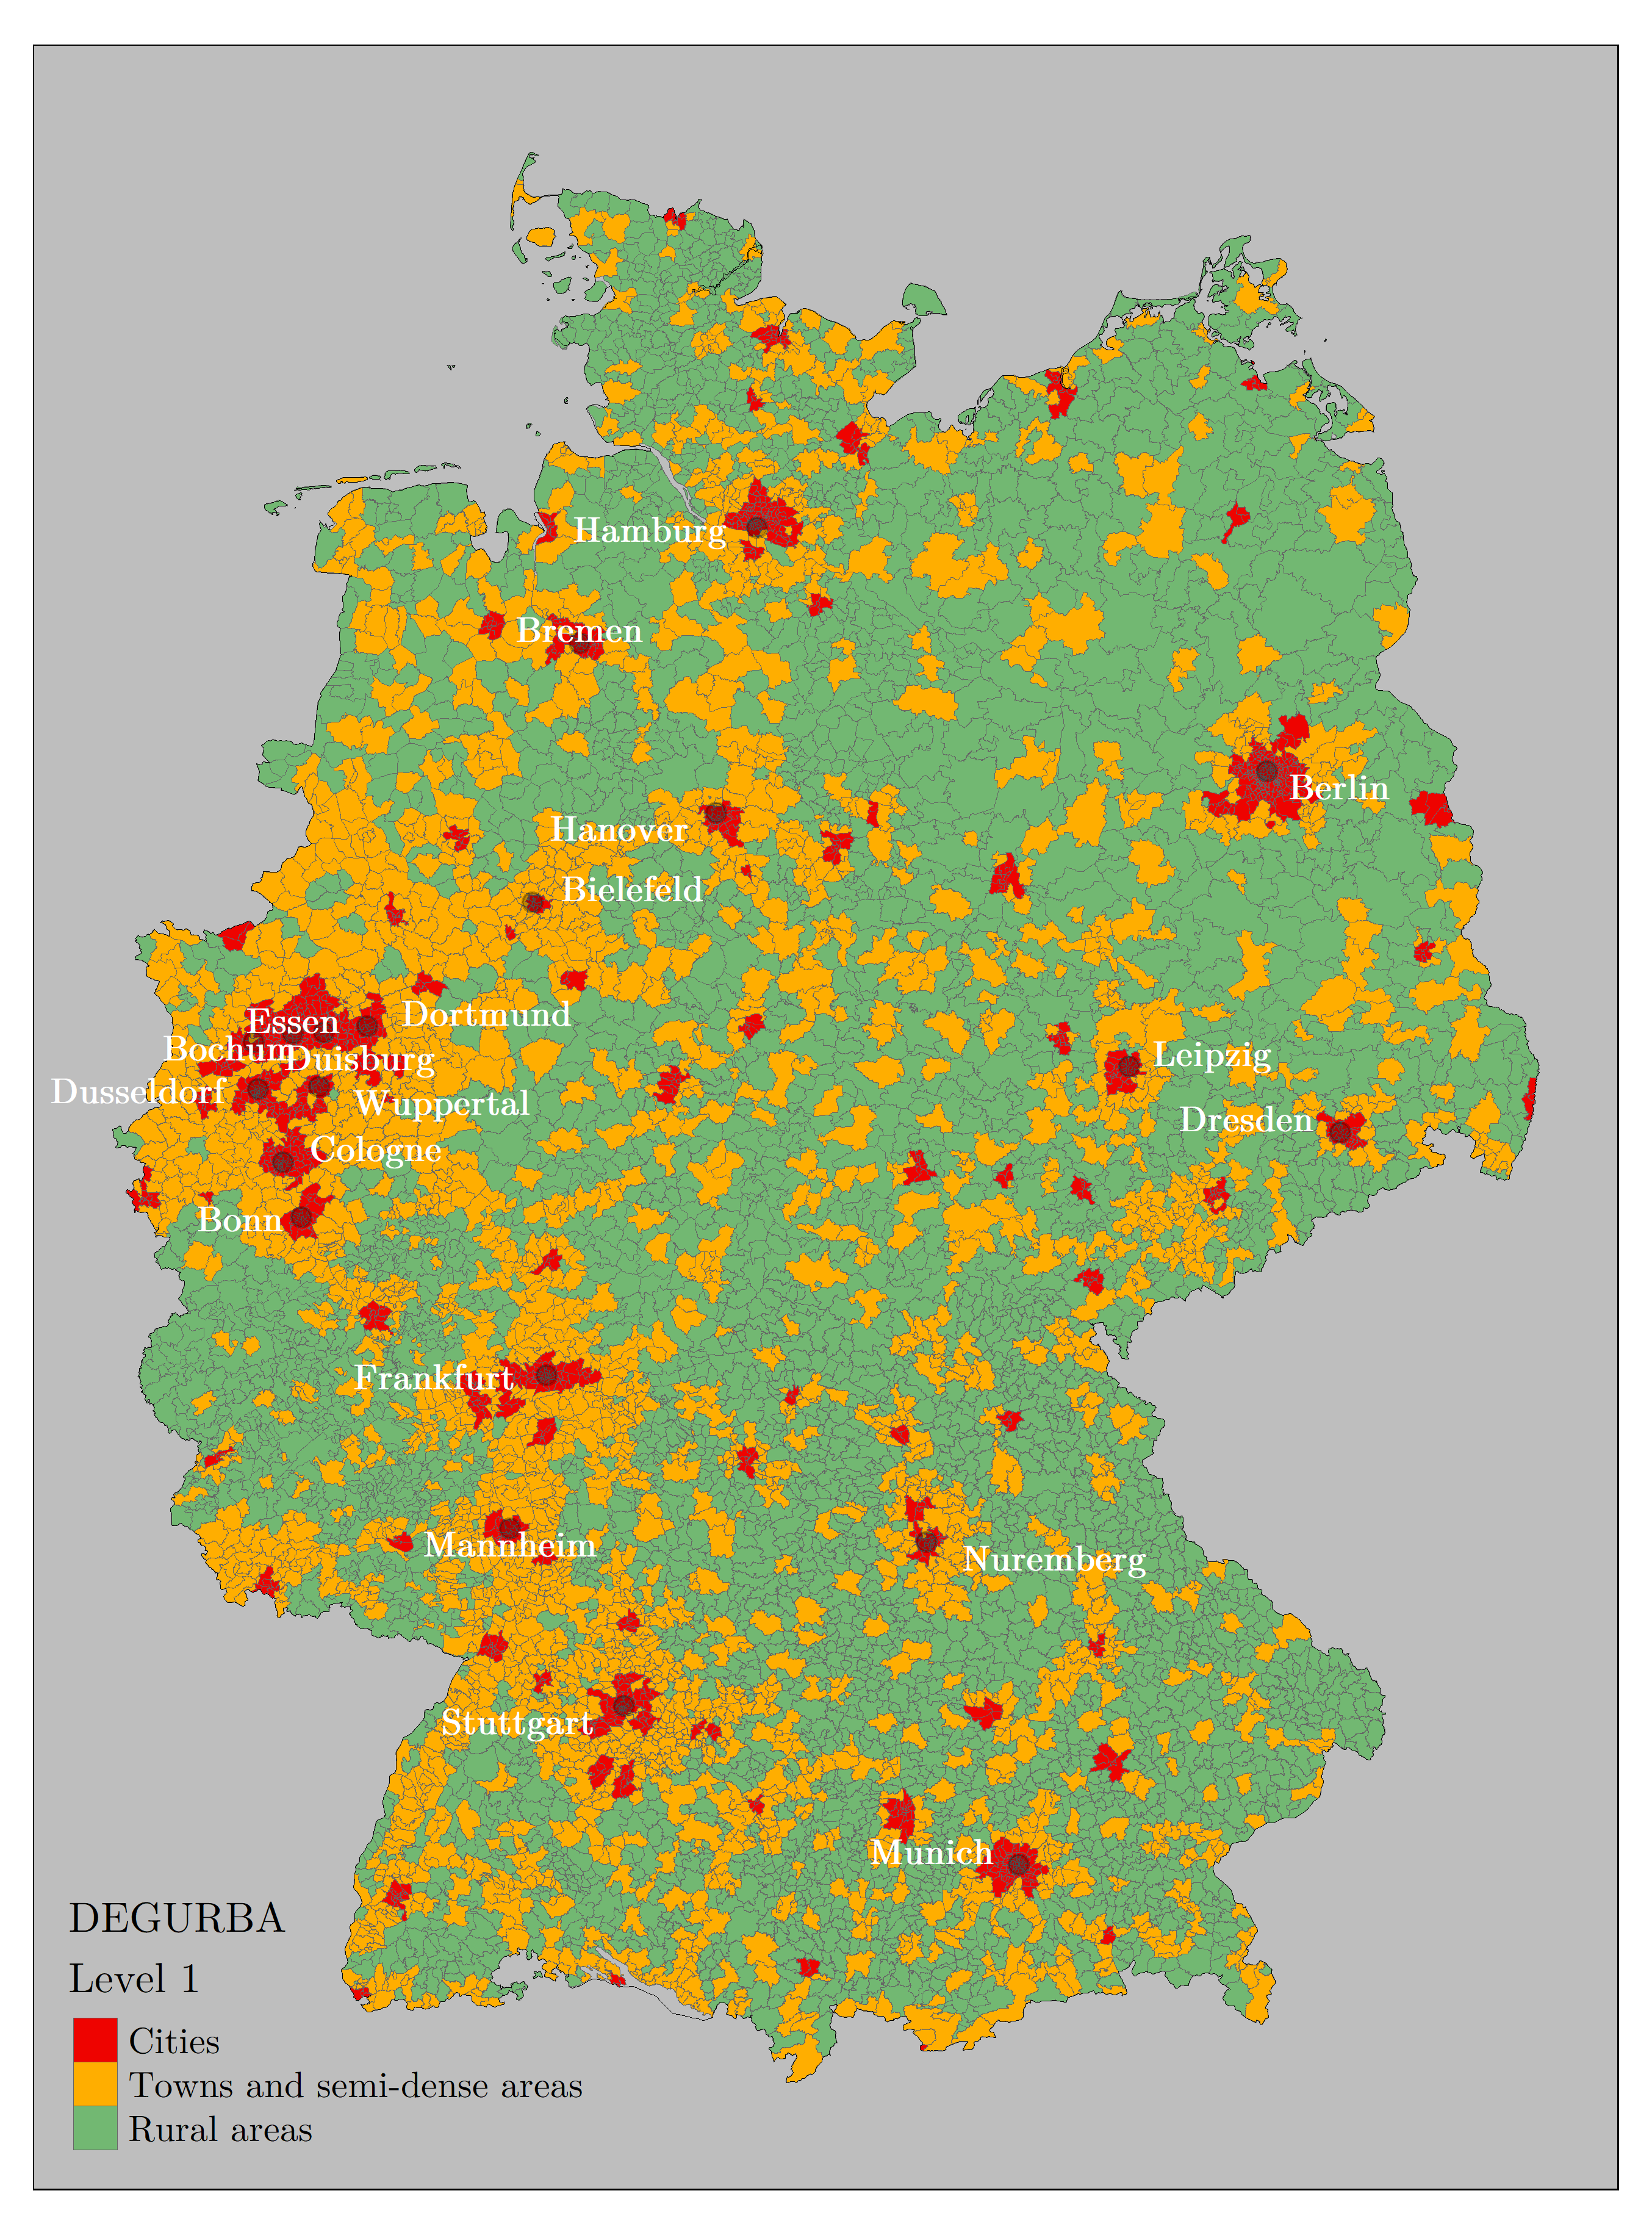 Hamburg
Bremen
Berlin
Hanover
Bielefeld
Dortmund
Essen
Bochum
Duisburg
Leipzig
Dusseldorf
Wuppertal
Dresden
Cologne
Bonn
Frankfurt
Mannheim
Nuremberg
Stuttgart
Munich
DEGURBA
Level 1
Cities
Towns and semi-dense areas
Rural areas